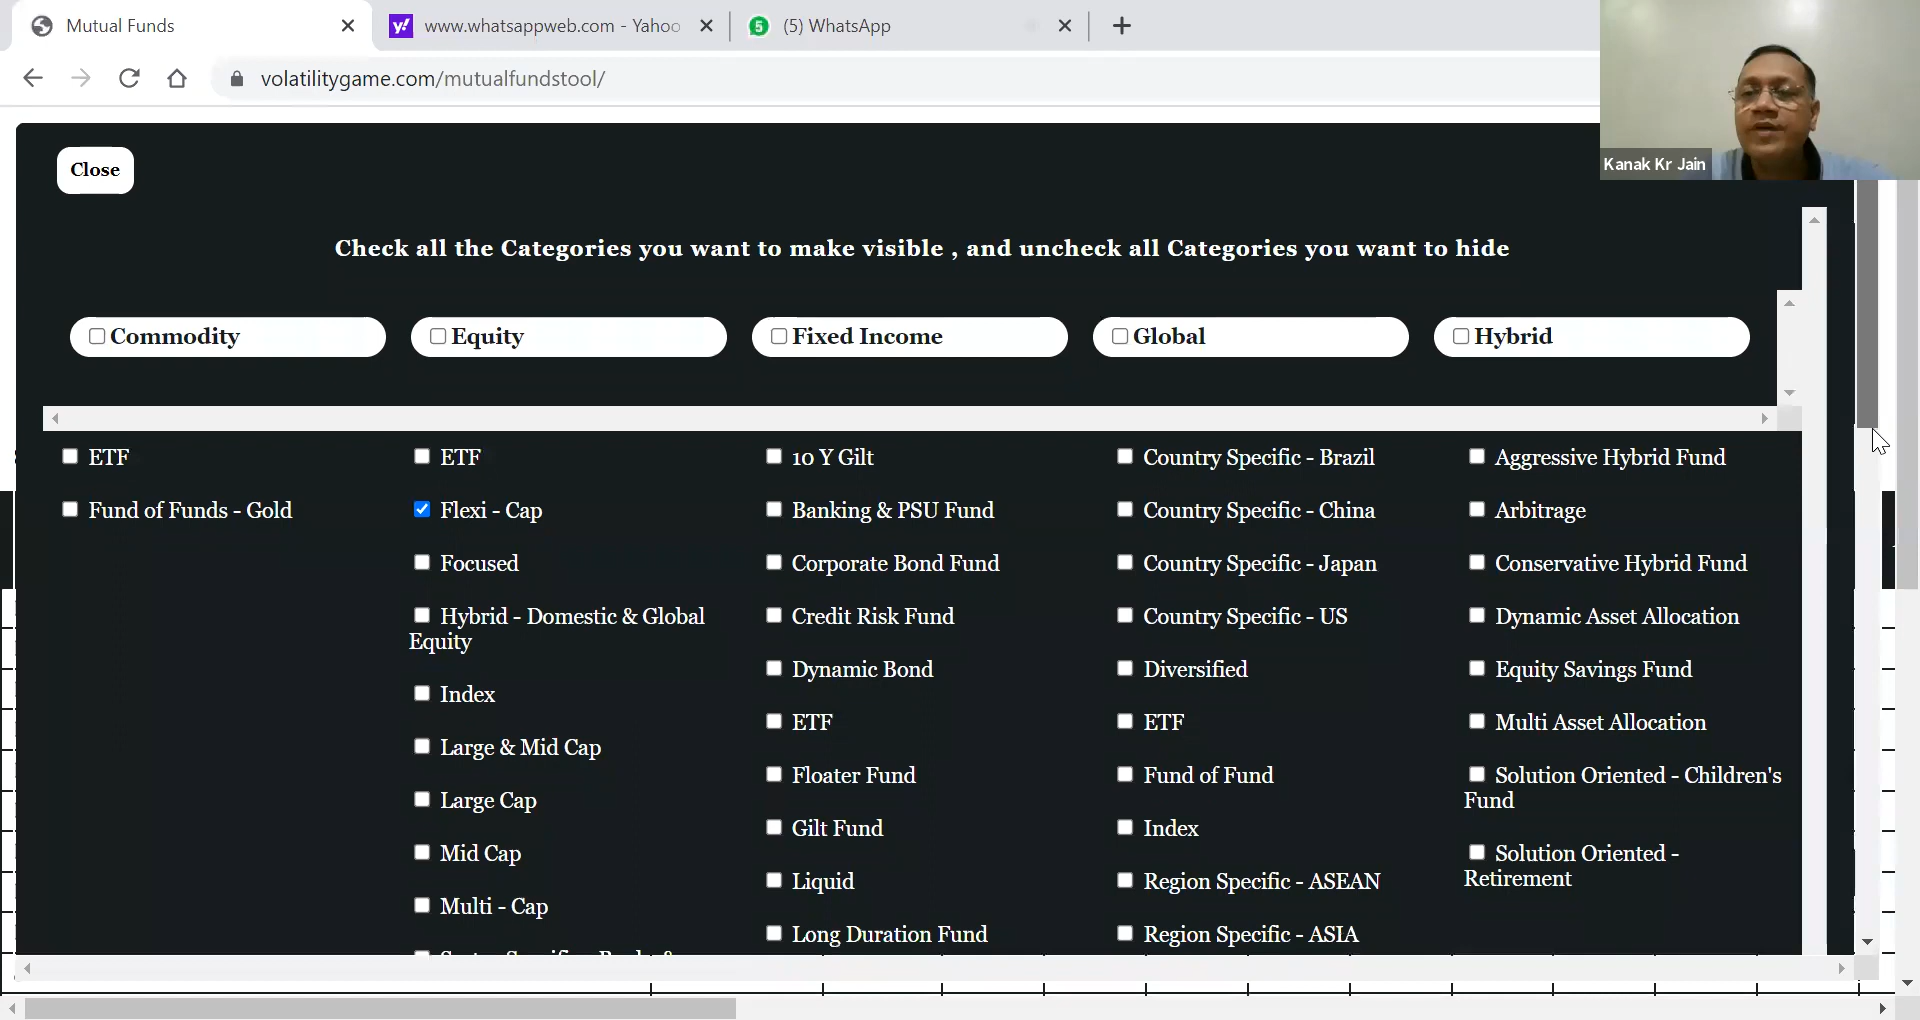 Mutual Funds
www.whatsappweb.com - Yahoo
5
(5) WhatsApp
volatilitygame.com/mutualfundstool/
Kanak Kr Jain
Close
Check all the Categories you want to make visible , and uncheck all Categories you want to hide
Commodity
Equity
Fixed Income
Global
Hybrid
ETF
Fund of Funds - Gold
ETF
Flexi - Cap
Focused
Hybrid - Domestic & Global
Equity
Index
Large & Mid Cap
Large Cap
Mid Cap
Multi - Cap
10 Y Gilt
Banking & PSU Fund
Corporate Bond Fund
Credit Risk Fund
Dynamic Bond
ETF
Floater Fund
Gilt Fund
Liquid
Long Duration Fund
Country Specific - Brazil
Country Specific - China
Country Specific - Japan
Country Specific - US
Diversified
ETF
Fund of Fund
Index
Region Specific - ASEAN
Region Specific - ASIA
Aggressive Hybrid Fund
Arbitrage
Conservative Hybrid Fund
Dynamic Asset Allocation
Equity Savings Fund
Multi Asset Allocation
Solution Oriented - Children's
Fund
Solution Oriented -
Retirement